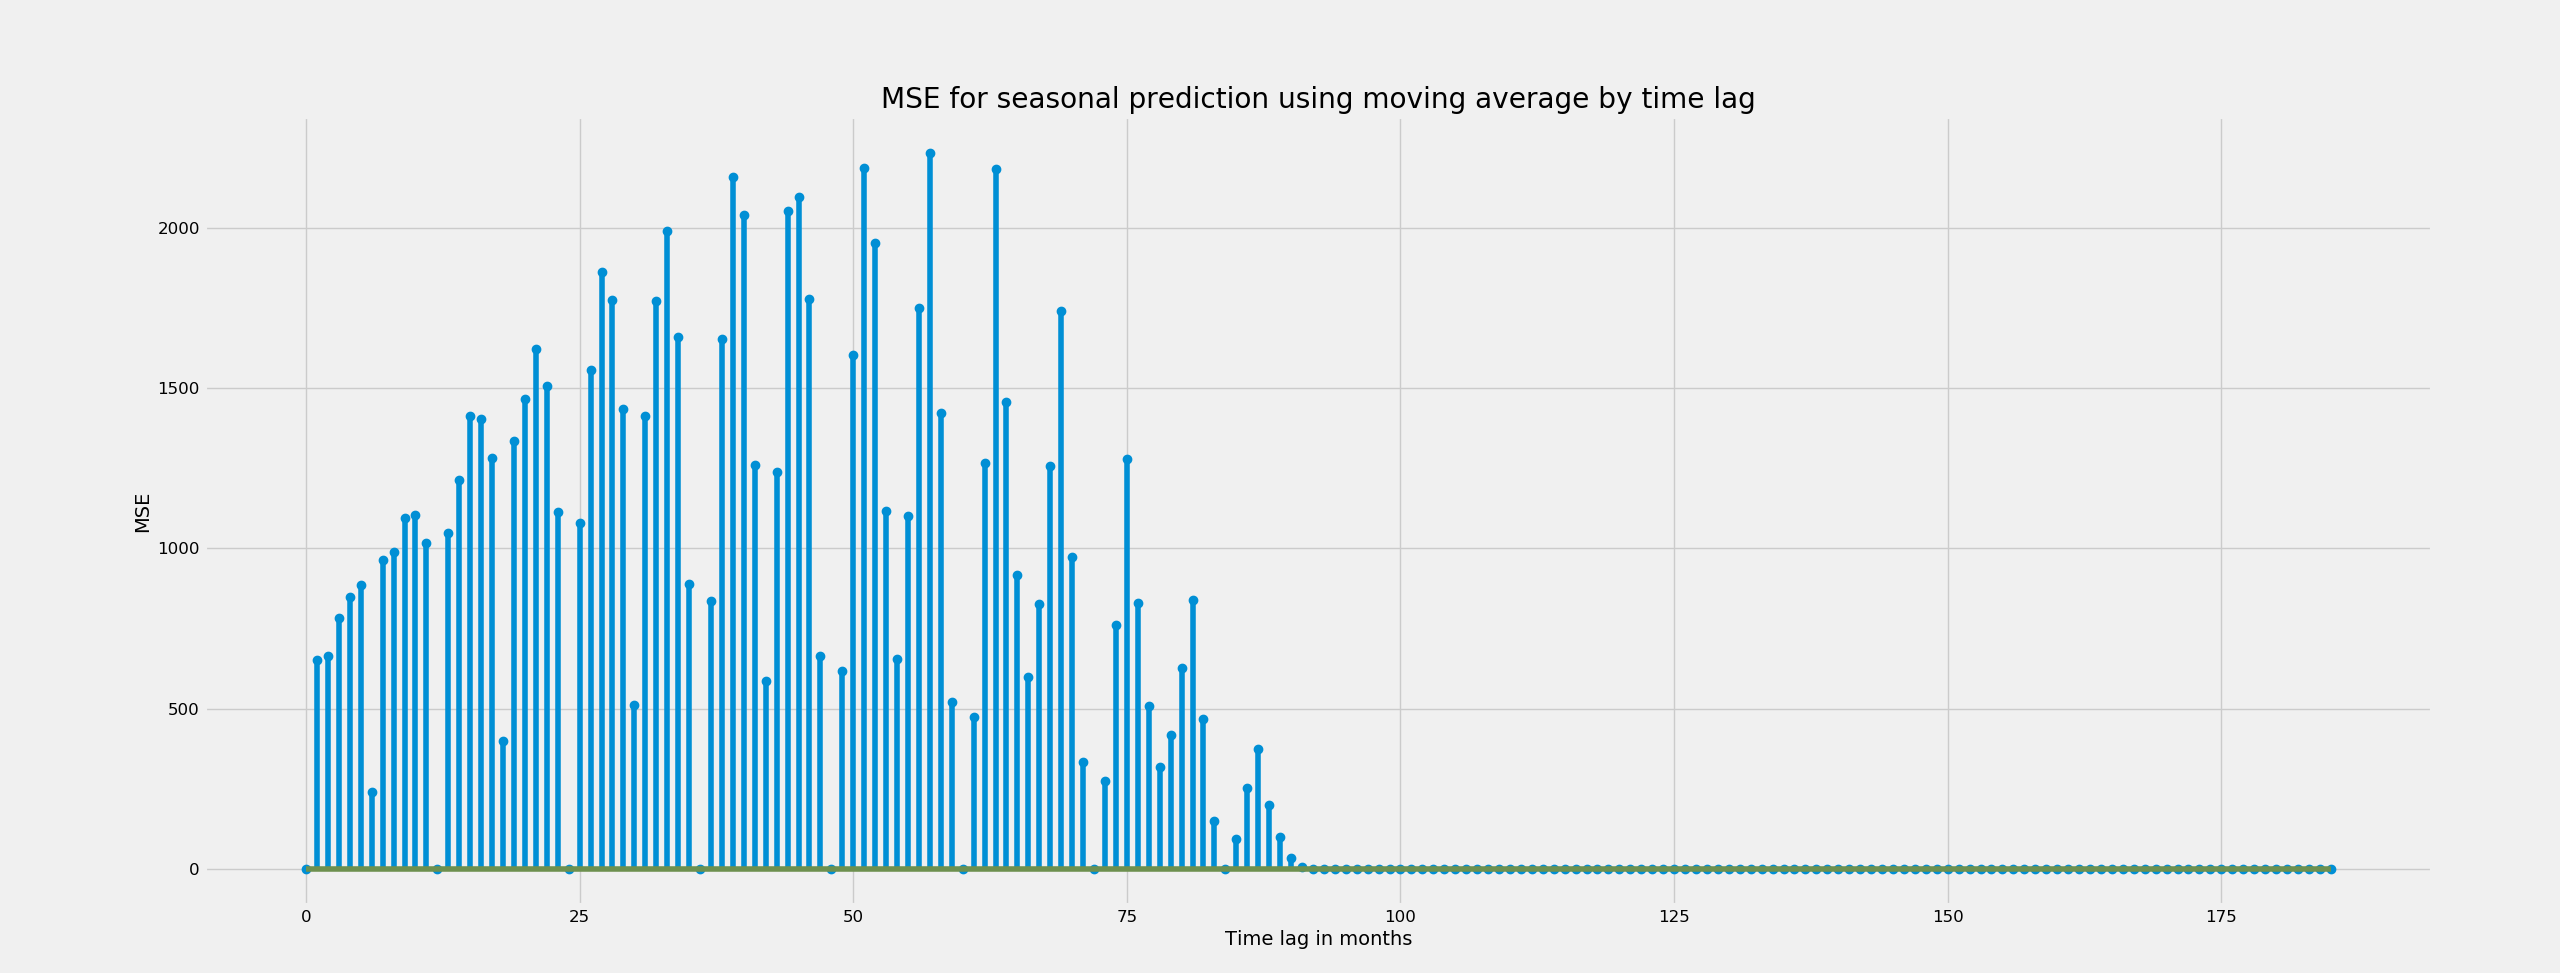 MSE for seasonal prediction using moving average by time lag
2000
1500
1000
500
0
MSE
0 25 50 75 100 125 150 175
Time lag in months